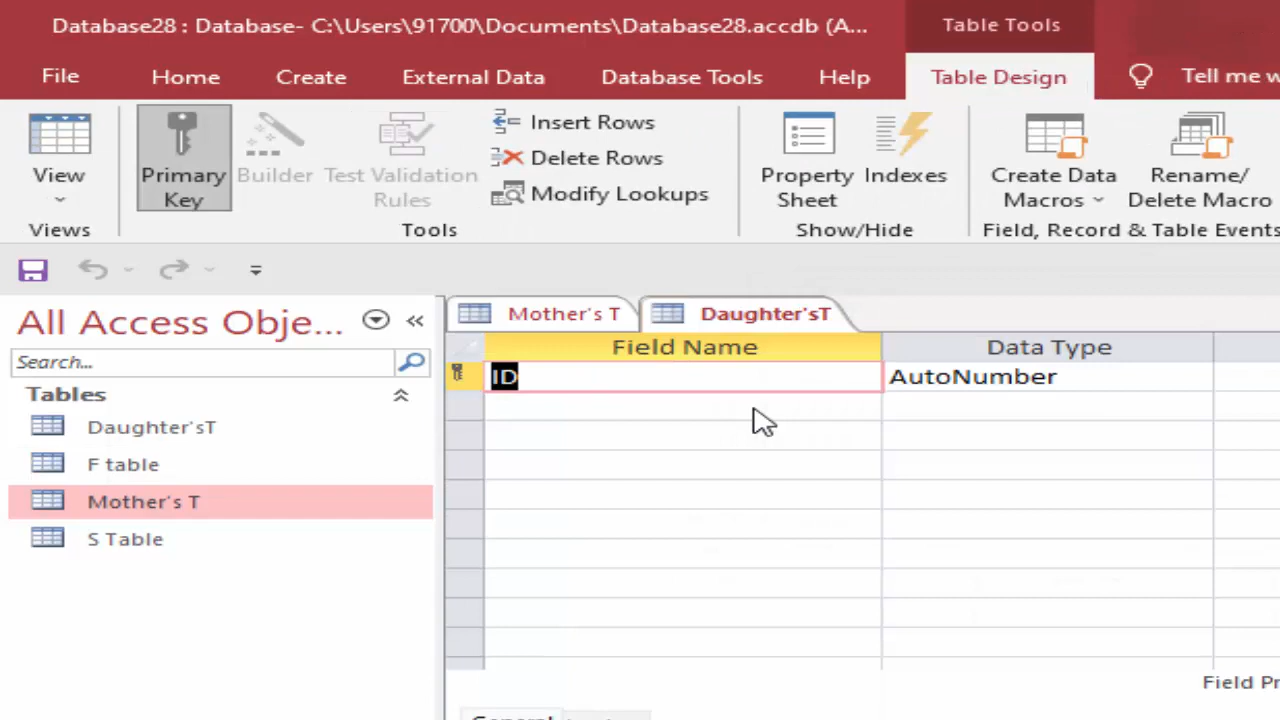 Database28 : Database- C:\Users\91700\Documents\Database28.accdb (A...
Table Tools
File
Home
Create
External Data
Database Tools
Help
Table Design
Tell me w
View
Primary Key
Builder
Test Validation Rules
Insert Rows
Delete Rows
Modify Lookups
Property Sheet
Indexes
Create Data Macros
Rename/ Delete Macro
Views
Tools
Show/Hide
Field, Record & Table Events
All Access Obje...
Mother's T
Daughter'sT
Search...
Field Name
Data Type
ID
AutoNumber
Tables
Daughter'sT
F table
Mother's T
S Table
Field Pr
General